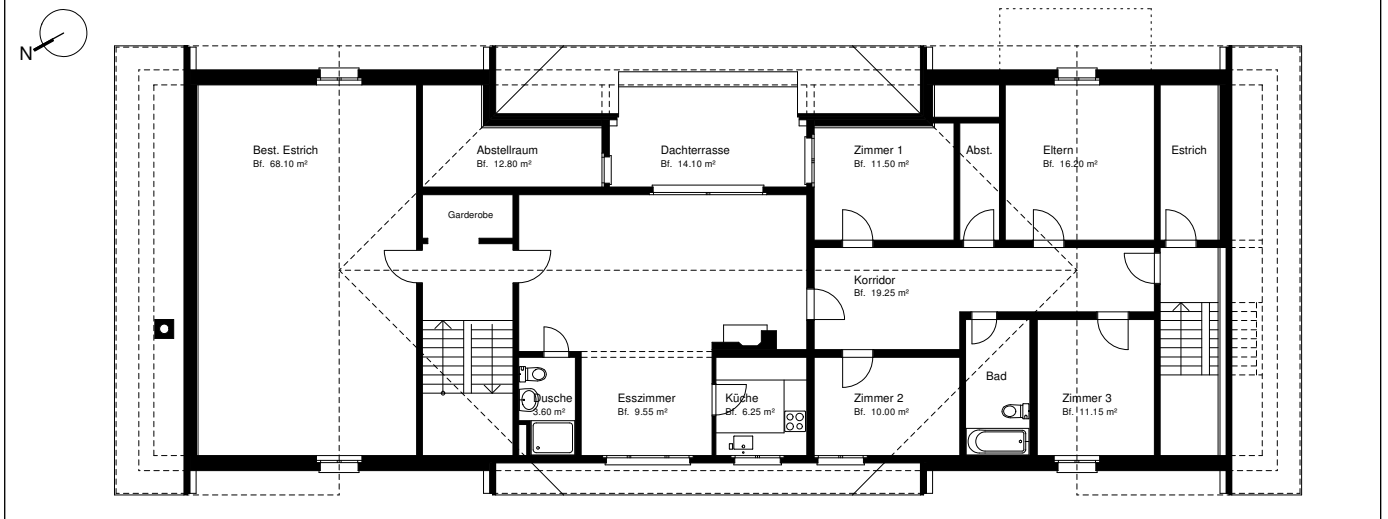 N
Best. Estrich
Bf. 68.10 m²
Abstellraum
Bf. 12.80 m²
Dachterrasse
Bf. 14.10 m²
Zimmer 1
Bf. 11.50 m²
Abst.
Eltern
Bf. 16.20 m²
Estrich
Garderobe
Korridor
Bf. 19.25 m²
Dusche
3.60 m²
Esszimmer
Bf. 9.55 m²
Küche
Bf. 6.25 m²
Zimmer 2
Bf. 10.00 m²
Bad
Zimmer 3
Bf. 11.15 m²